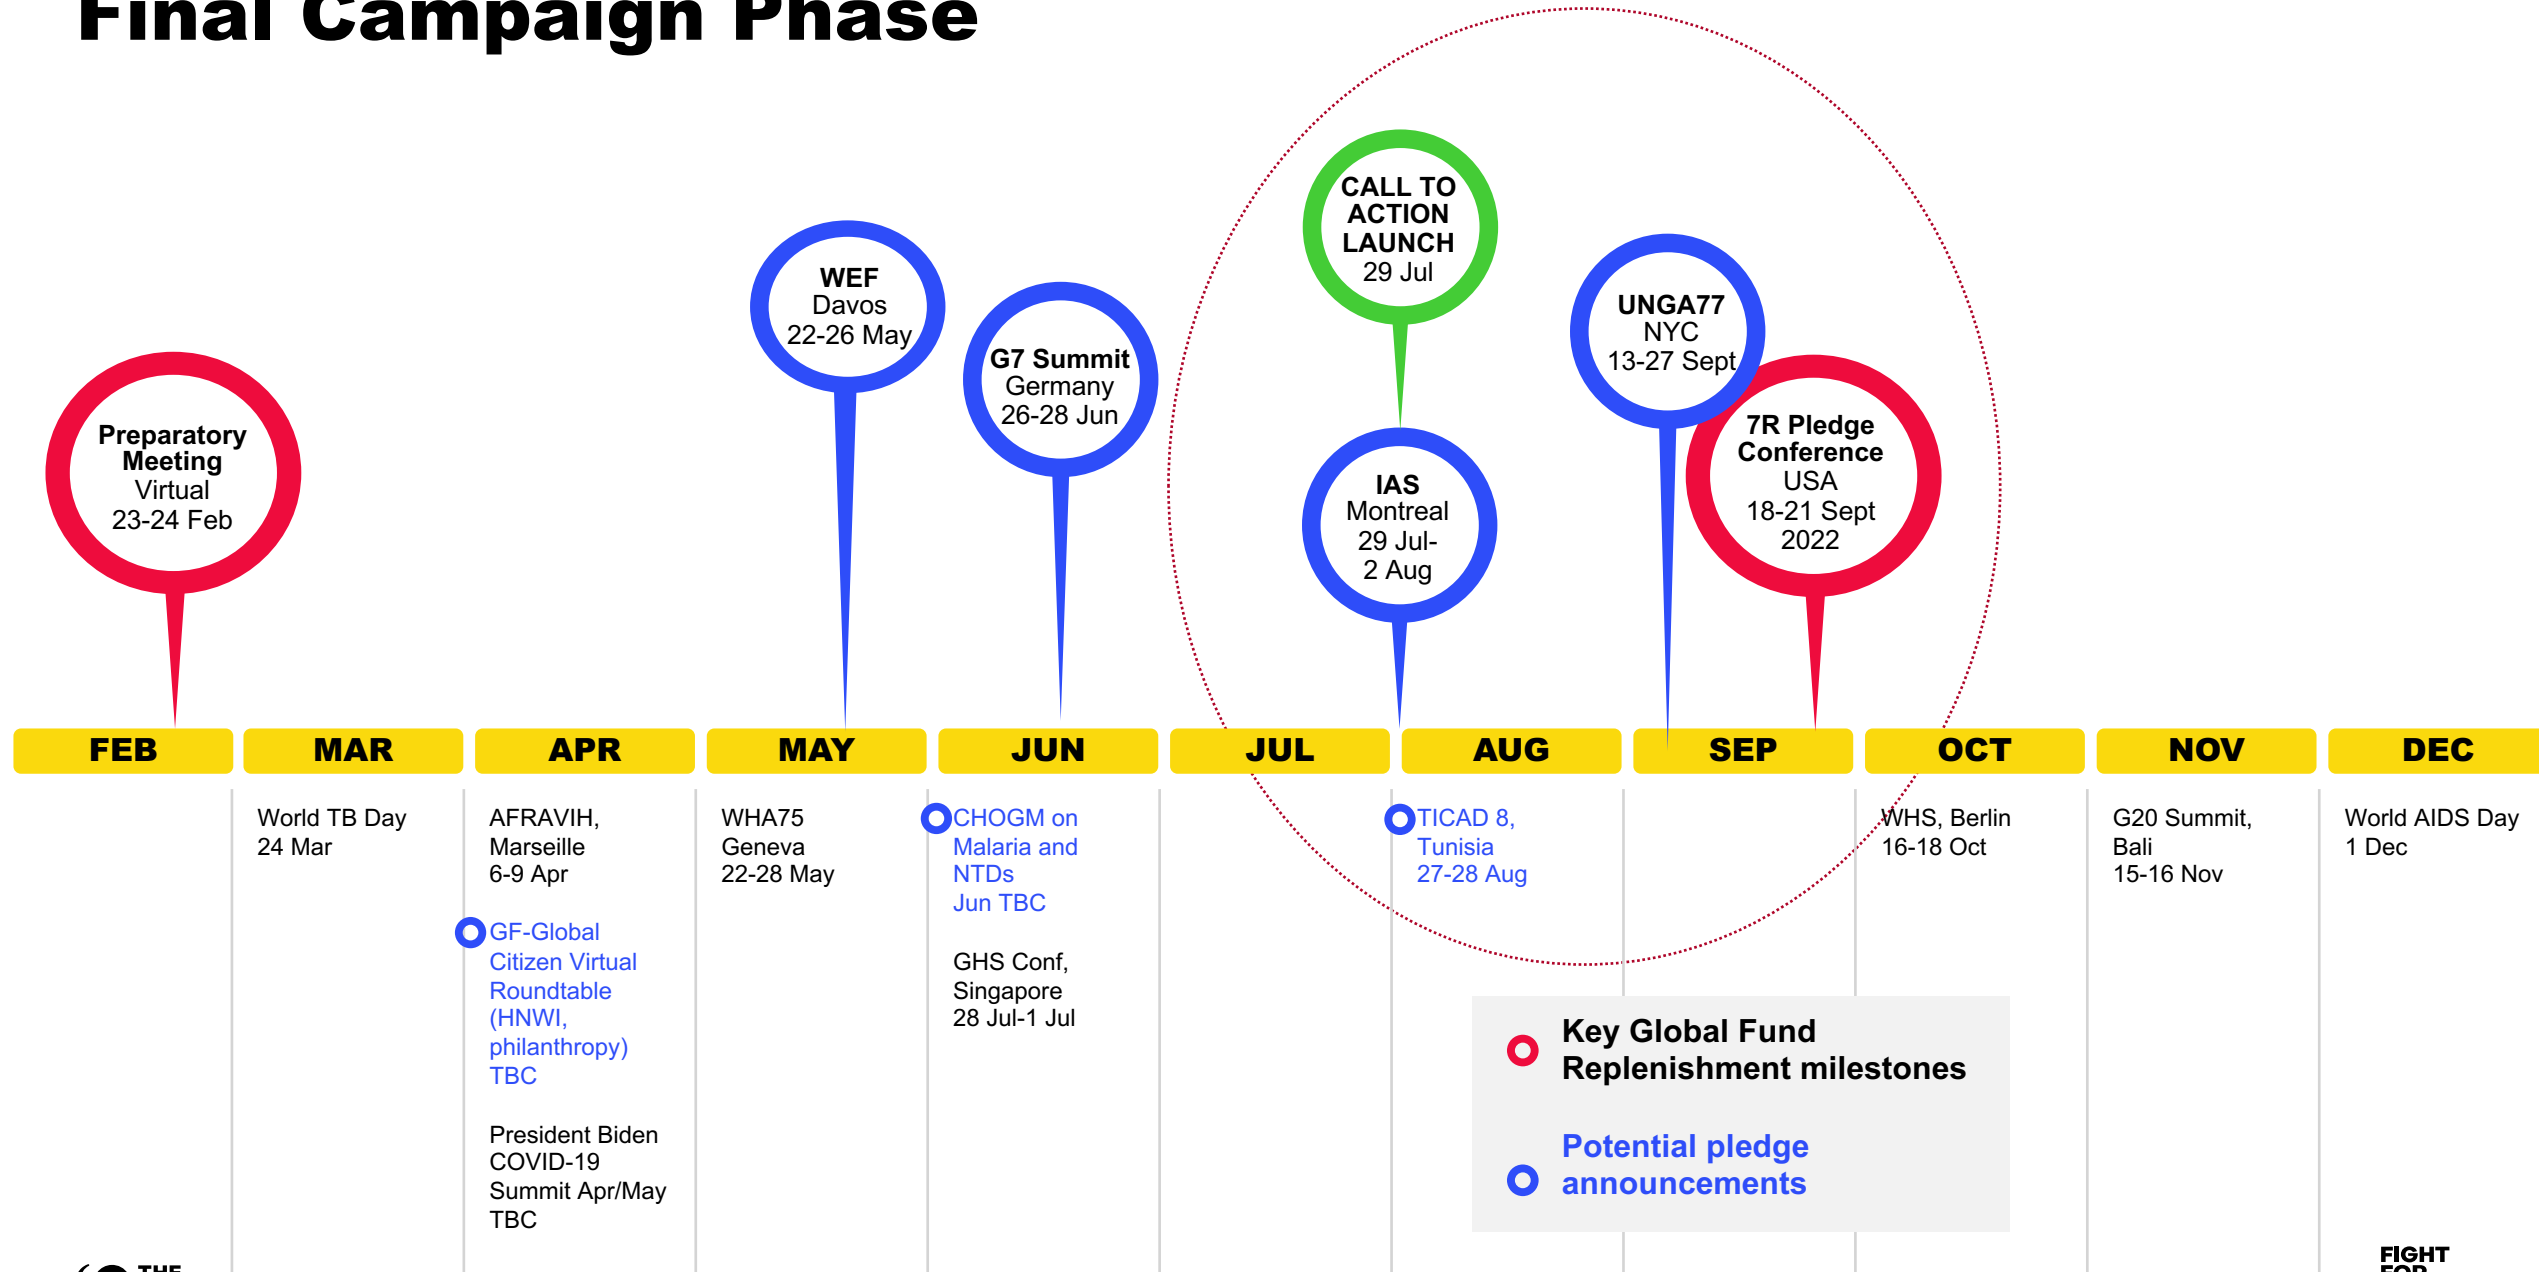 Final Campaign Phase
CALL TO
ACTION
LAUNCH
29 Jul
WEF
Davos
22-26 May
UNGA77
NYC
13-27 Sept
G7 Summit
Germany
26-28 Jun
Preparatory
Meeting
Virtual
23-24 Feb
7R Pledge
Conference
USA
18-21 Sept
2022
IAS
Montreal
29 Jul-
2 Aug
FEB
MAR
APR
MAY
JUN
JUL
AUG
SEP
OCT
NOV
DEC
World TB Day
24 Mar
AFRAVIH,
Marseille
6-9 Apr
GF-Global
Citizen Virtual
Roundtable
(HNWI,
philanthropy)
TBC
President Biden
COVID-19
Summit Apr/May
TBC
WHA75
Geneva
22-28 May
CHOGM on
Malaria and
NTDs
Jun TBC
GHS Conf,
Singapore
28 Jul-1 Jul
TICAD 8,
Tunisia
27-28 Aug
WHS, Berlin
16-18 Oct
G20 Summit,
Bali
15-16 Nov
World AIDS Day
1 Dec
Key Global Fund
Replenishment milestones
Potential pledge
announcements
THE
FIGHT
FOR